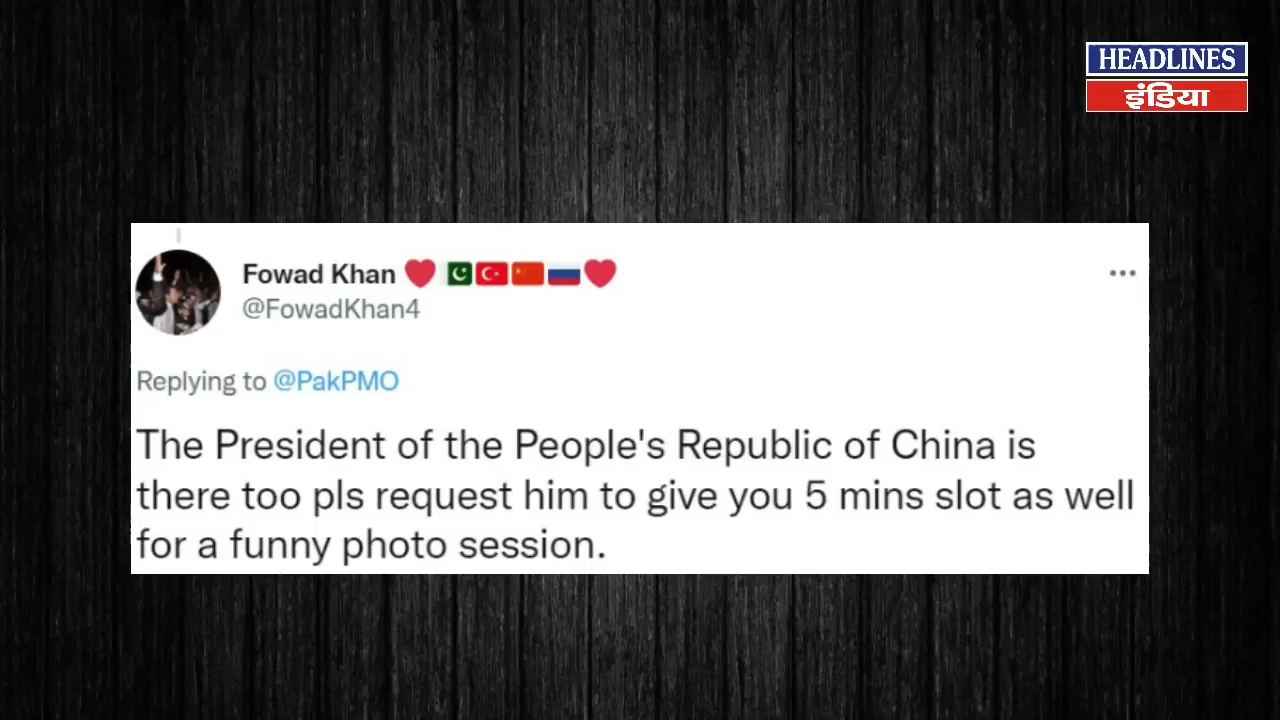 HEADLINES
इंडिया
Fowad Khan
@FowadKhan4
Replying to @PakPMO
The President of the People's Republic of China is
there too pls request him to give you 5 mins slot as well
for a funny photo session.